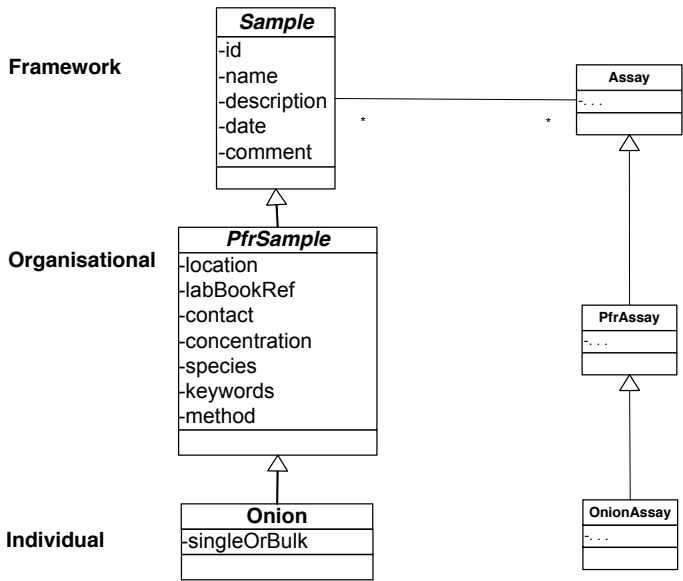 Framework
Sample
-id
-name
-description
-date
-comment
*
*
Assay
-. . .
Organisational
PfrSample
-location
-labBookRef
-contact
-concentration
-species
-keywords
-method
PfrAssay
-. . .
Individual
Onion
-singleOrBulk
OnionAssay
-. . .